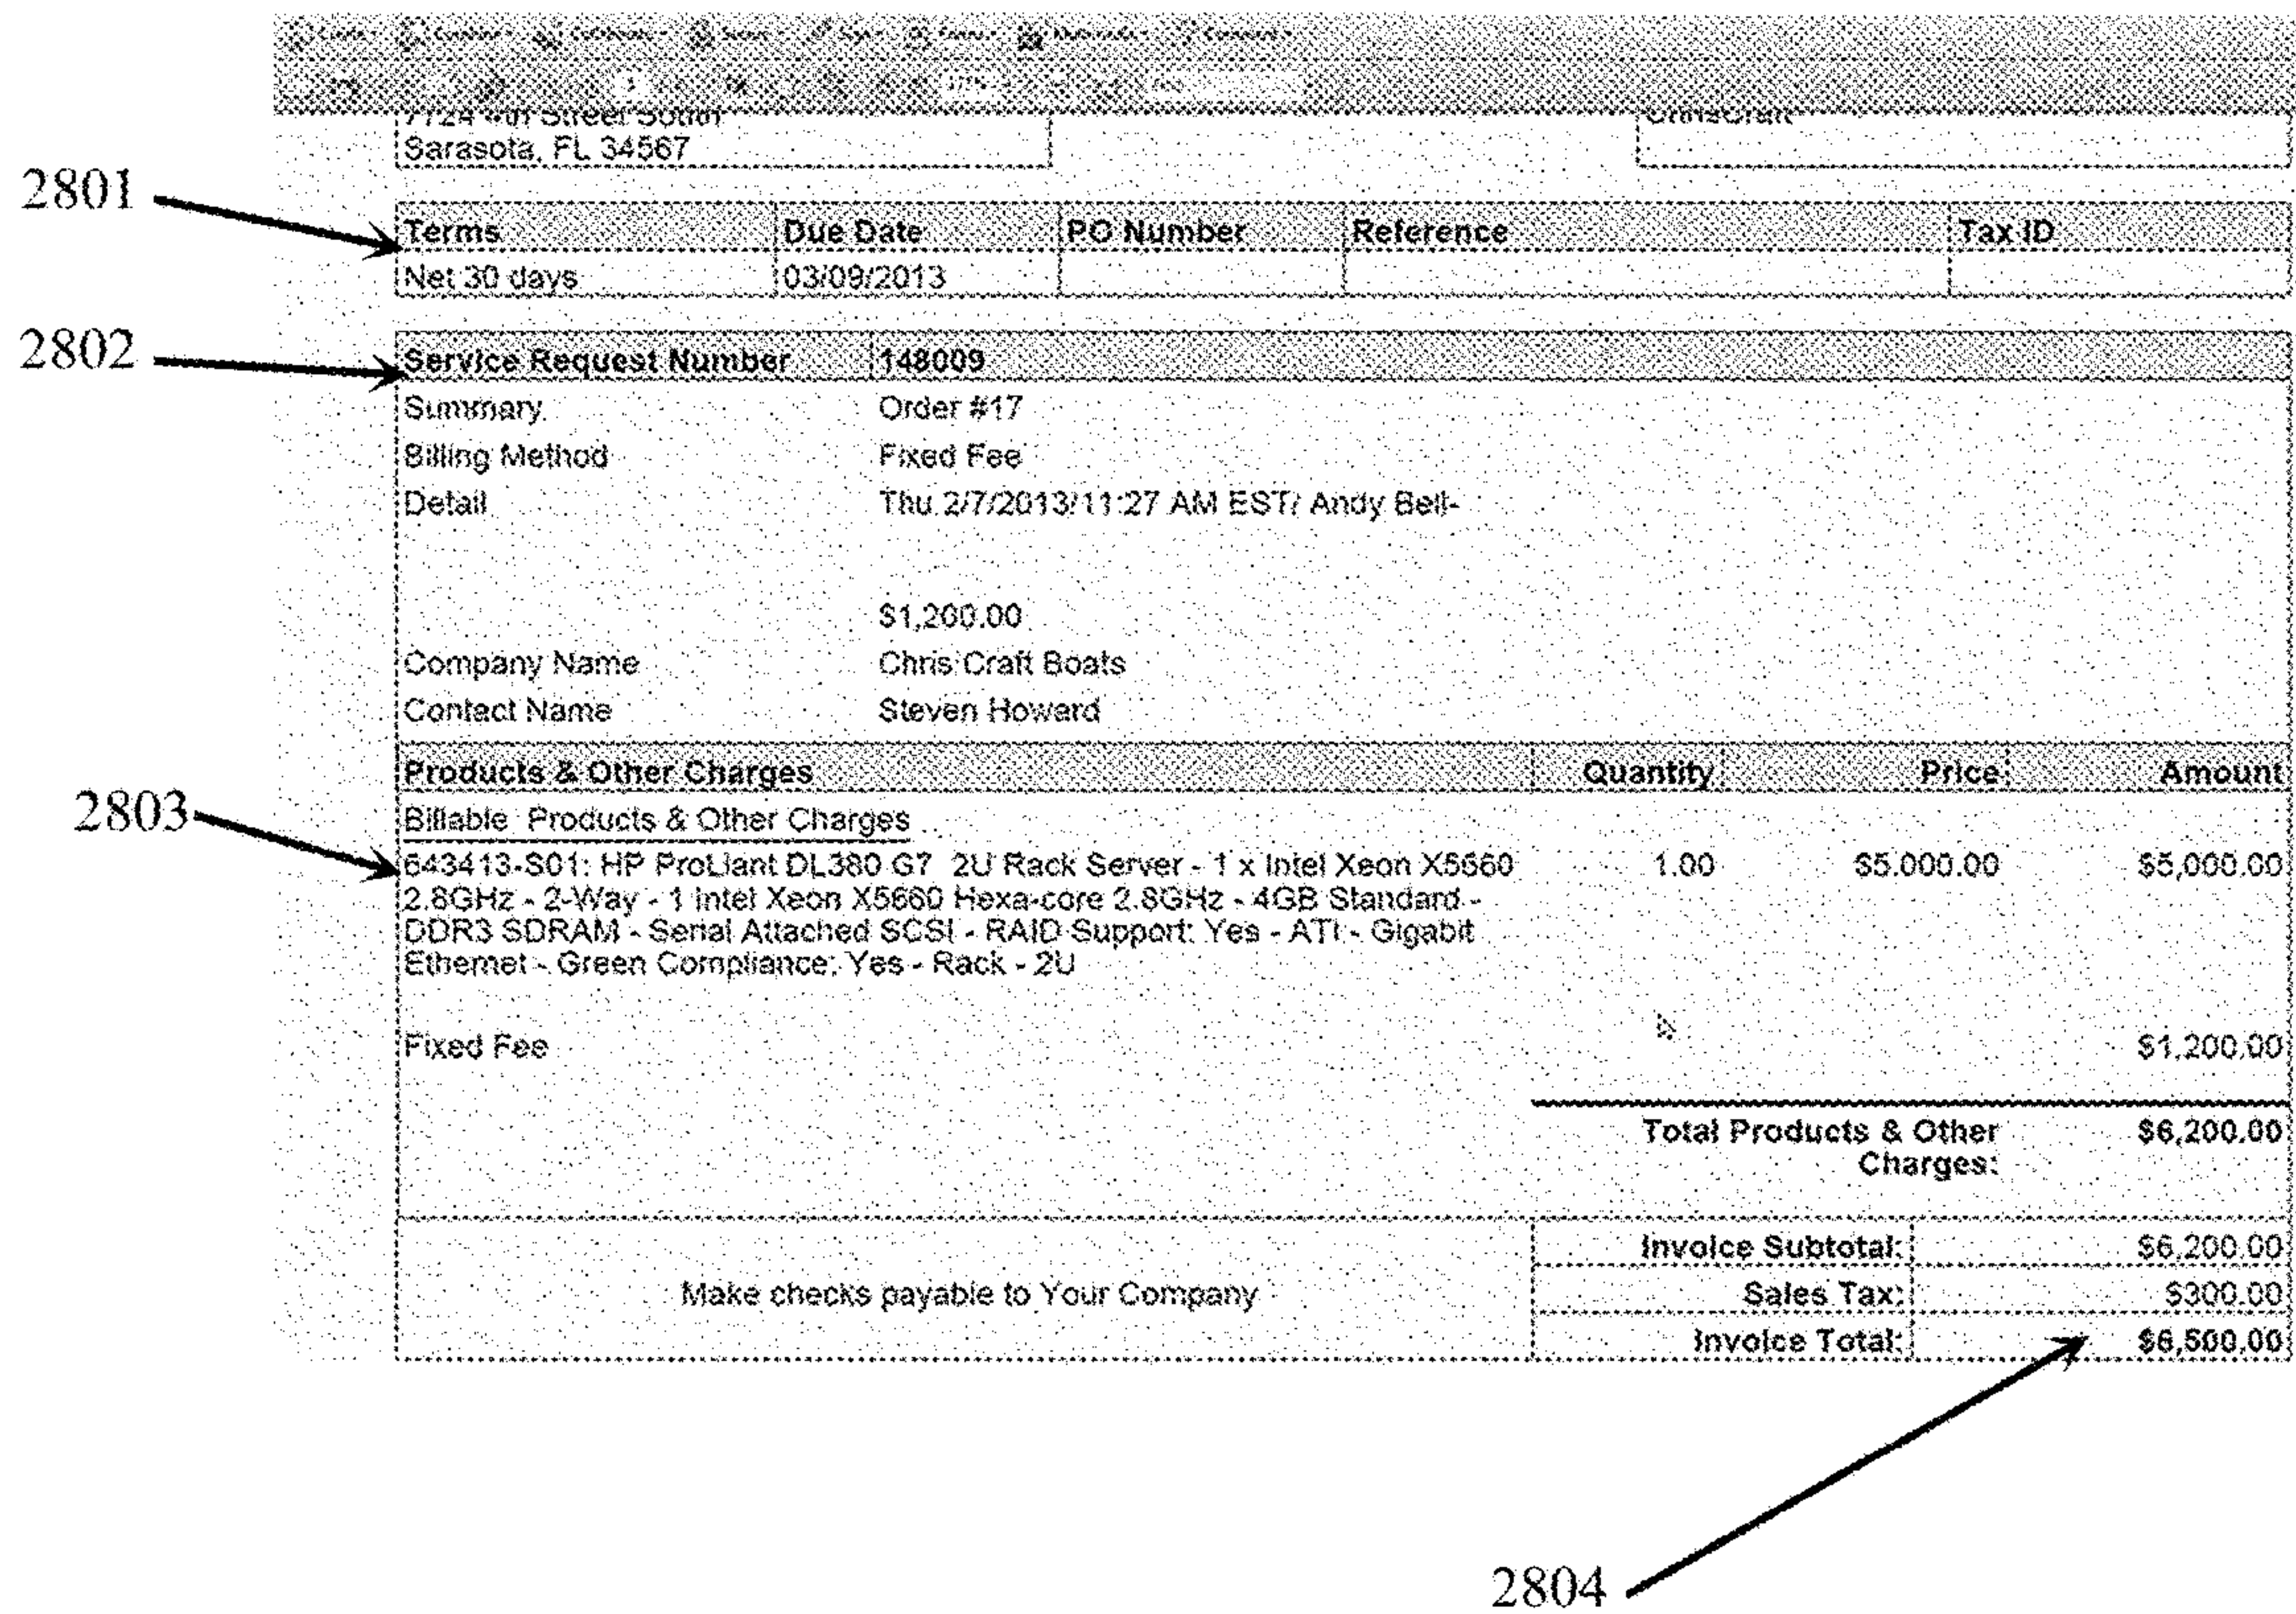 Sarasota, FL 34567
2801
Terms Due Date PO Number Reference Tax ID
Net 30 days 03/09/2013
2802
Service Request Number 148009
Summary Order #17
Billing Method Fixed Fee
Detail Thu 2/7/2013/11:27 AM EST/ Andy Bell-
$1,200.00
Company Name Chris Craft Boats
Contact Name Steven Howard
Products & Other Charges Quantity Price Amount
2803
Billable Products & Other Charges
643413-S01: HP ProLiant DL380 G7 2U Rack Server - 1 x Intel Xeon X5660 1.00 $5,000.00 $5,000.00
2.8GHz - 2-Way - 1 Intel Xeon X5660 Hexa-core 2.8GHz - 4GB Standard -
DDR3 SDRAM - Serial Attached SCSI - RAID Support: Yes - ATI - Gigabit
Ethernet - Green Compliance: Yes - Rack - 2U
Fixed Fee $1,200.00
Total Products & Other $6,200.00
Charges:
Invoice Subtotal: $6,200.00
Make checks payable to Your Company
Sales Tax: $300.00
Invoice Total: $6,500.00
2804